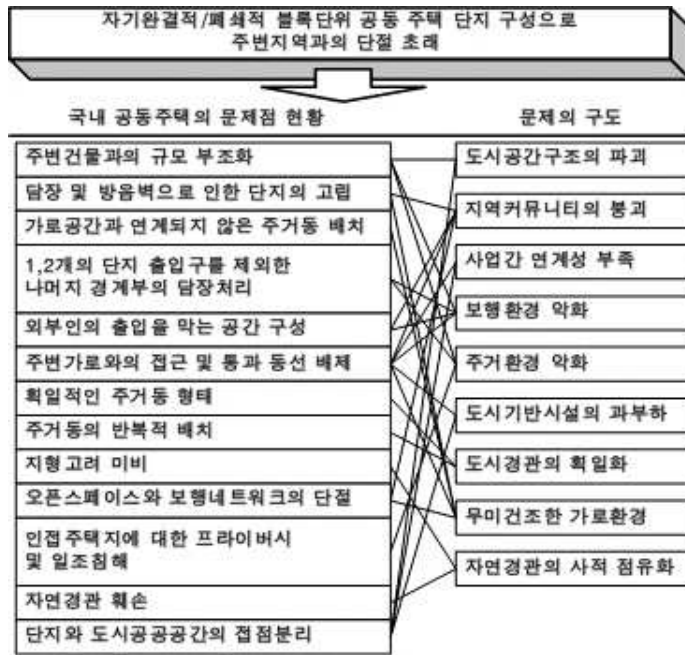 자기완결적/폐쇄적 블록단위 공동 주택 단지 구성으로
주변지역과의 단절 초래
국내 공동주택의 문제점 현황
주변건물과의 규모 부조화
담장 및 방음벽으로 인한 단지의 고립
가로공간과 연계되지 않은 주거동 배치
1,2개의 단지 출입구를 제외한
나머지 경계부의 담장처리
외부인의 출입을 막는 공간 구성
주변가로와의 접근 및 통과 동선 배제
획일적인 주거동 형태
주거동의 반복적 배치
지형고려 미비
오픈스페이스와 보행네트워크의 단절
인접주택지에 대한 프라이버시
및 일조침해
자연경관 훼손
단지와 도시공공공간의 접점분리
문제의 구도
도시공간구조의 파괴
지역커뮤니티의 붕괴
사업간 연계성 부족
보행환경 악화
주거환경 악화
도시기반시설의 과부하
도시경관의 획일화
무미건조한 가로환경
자연경관의 사적 점유화